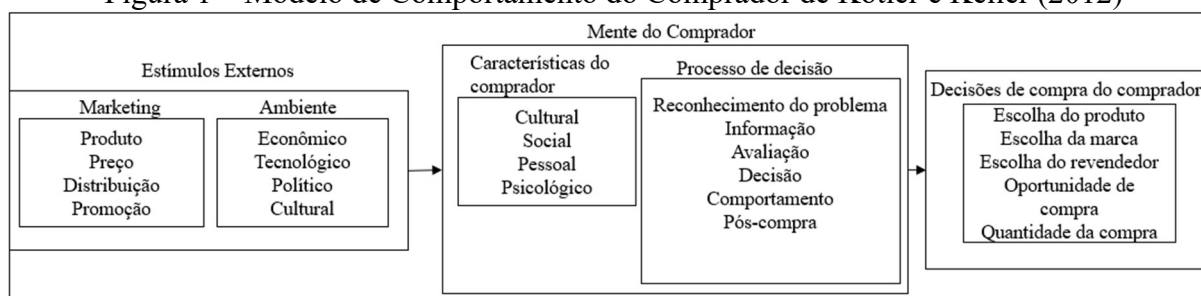 Figura 1 – Modelo de Comportamento do Comprador de Kotler e Keller (2012)
Estímulos Externos
Marketing
Produto
Preço
Distribuição
Promoção
Ambiente
Econômico
Tecnológico
Político
Cultural
Mente do Comprador
Características do
comprador
Cultural
Social
Pessoal
Psicológico
Processo de decisão
Reconhecimento do problema
Informação
Avaliação
Decisão
Comportamento
Pós-compra
Decisões de compra do comprador
Escolha do produto
Escolha da marca
Escolha do revendedor
Oportunidade de
compra
Quantidade da compra